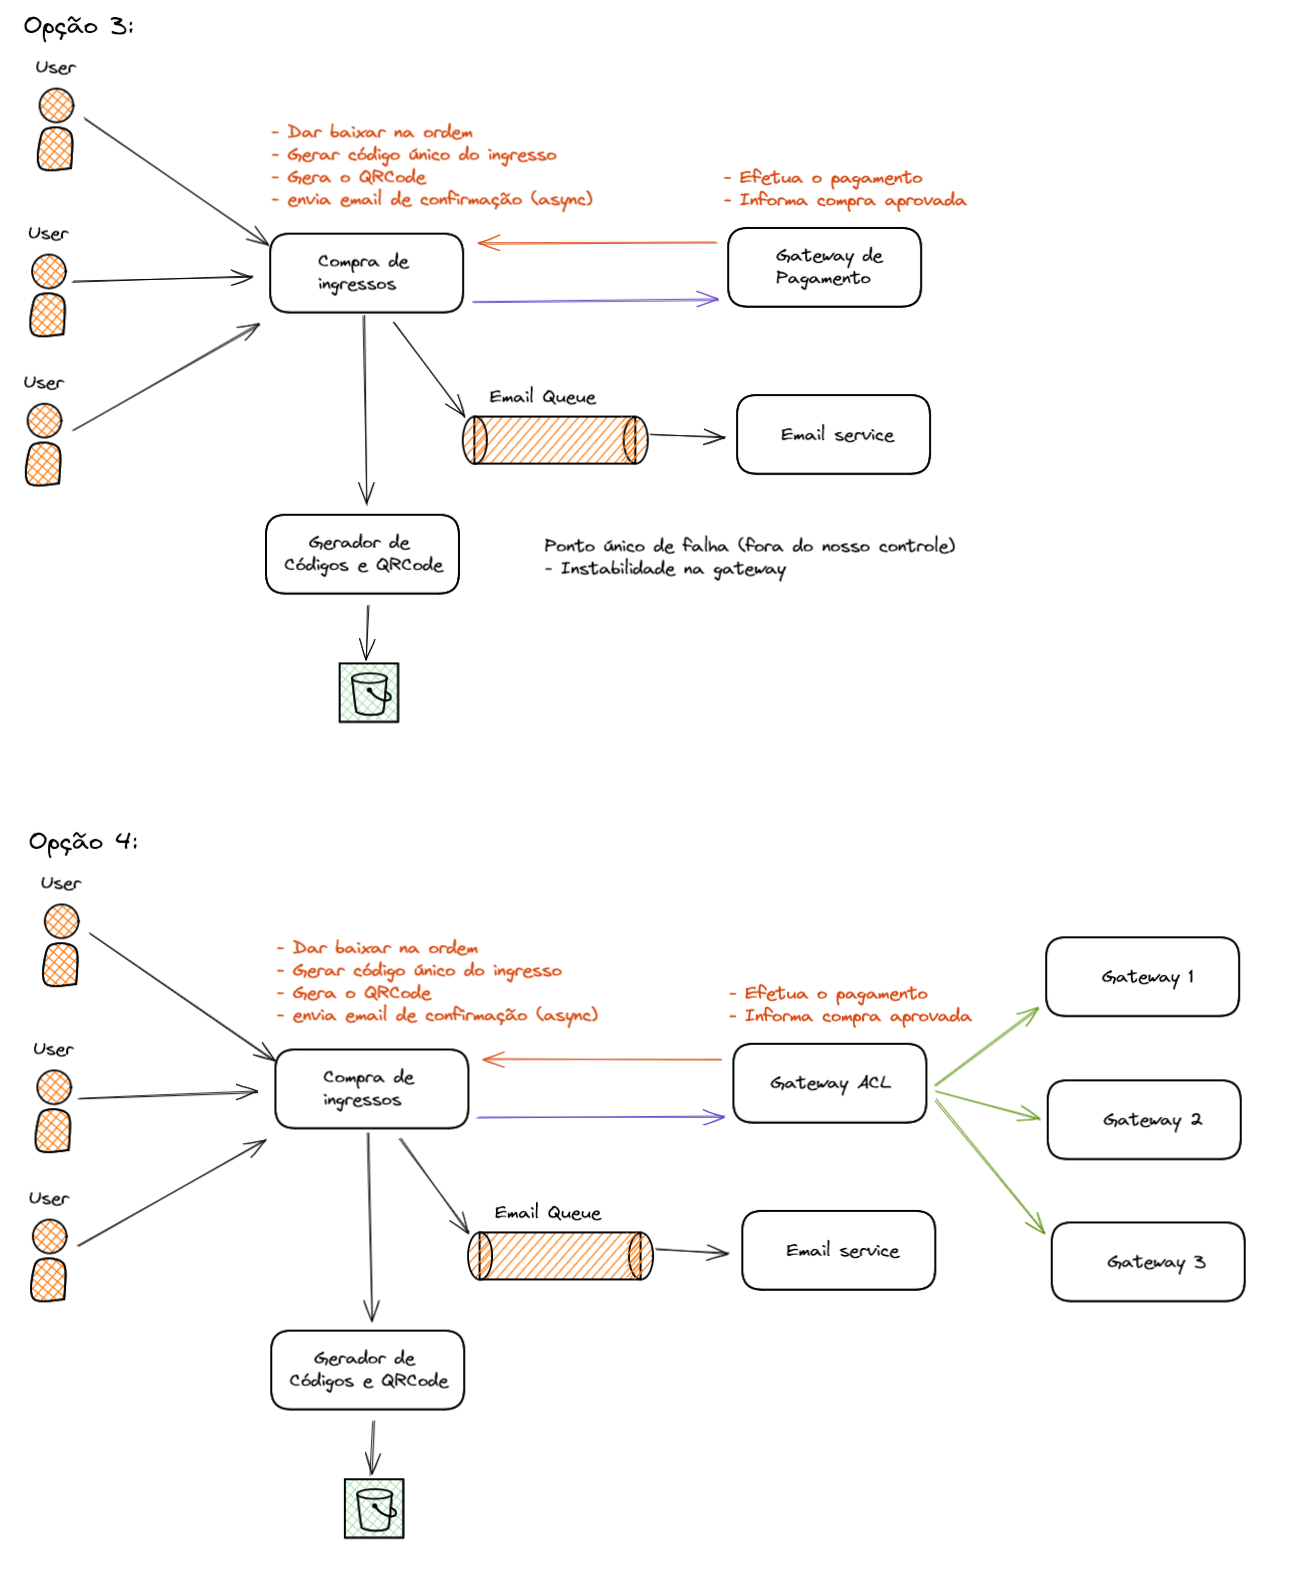 Opção 3:
User
- Dar baixar na ordem
- Gerar código único do ingresso
- Gera o QRCode
- envia email de confirmação (async)
- Efetua o pagamento
- Informa compra aprovada
User
Compra de
ingressos
Gateway de
Pagamento
User
Email Queue
Email service
Gerador de
Códigos e QRCode
Ponto único de falha (fora do nosso controle)
- Instabilidade na gateway
Opção 4:
User
- Dar baixar na ordem
- Gerar código único do ingresso
- Gera o QRCode
- envia email de confirmação (async)
- Efetua o pagamento
- Informa compra aprovada
Gateway 1
User
Compra de
ingressos
Gateway ACL
Gateway 2
User
Email Queue
Email service
Gateway 3
Gerador de
Códigos e QRCode